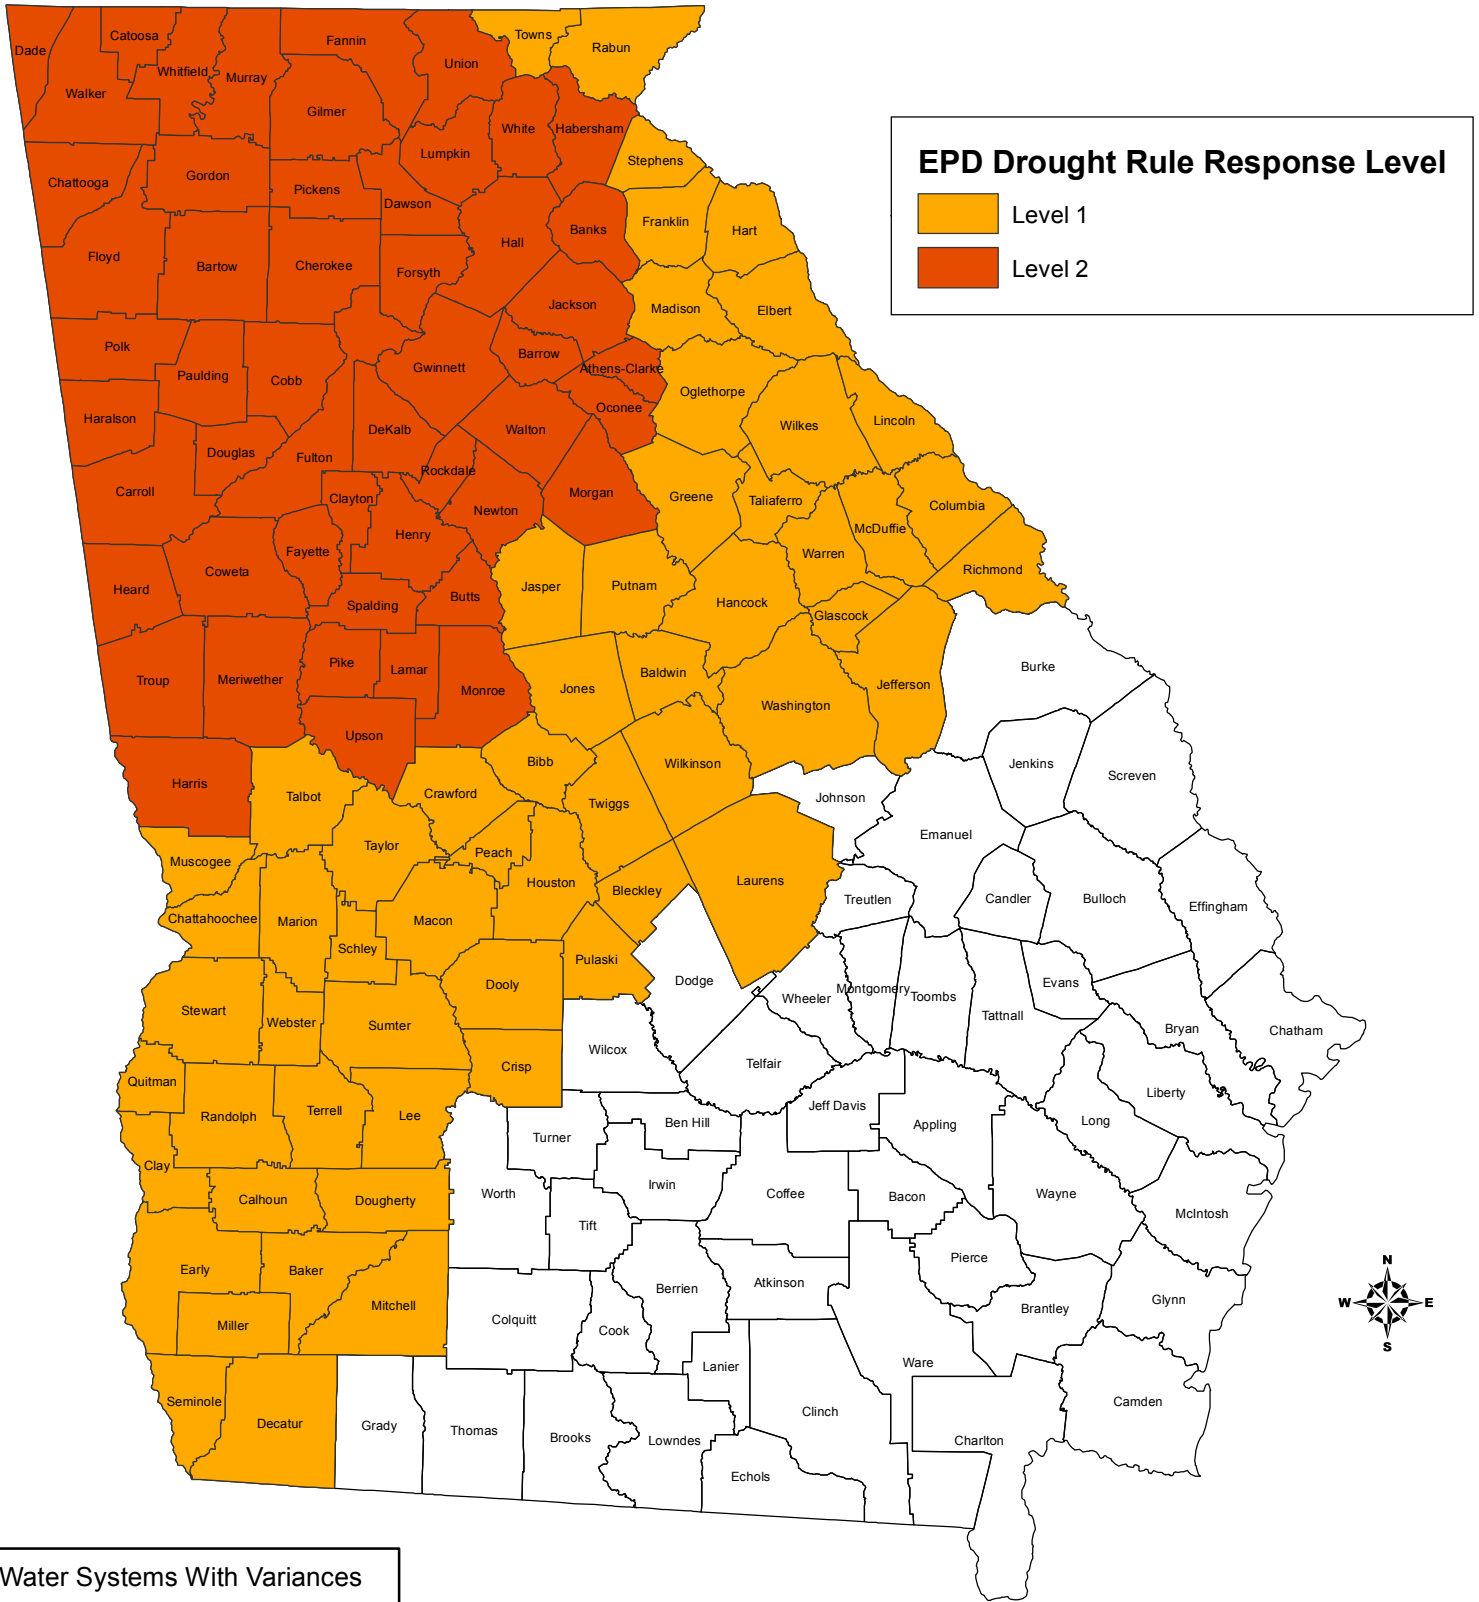 Dade
Catoosa
Whitfield
Walker
Murray
Fannin
Gilmer
Union
Towns
Rabun
White
Habersham
Lumpkin
Stephens
Chattooga
Gordon
Pickens
Dawson
Hall
Banks
Franklin
Hart
Floyd
Bartow
Cherokee
Forsyth
Jackson
Madison
Elbert
Polk
Paulding
Cobb
Gwinnett
Barrow
Athens-Clarke
Oconee
Oglethorpe
Wilkes
Lincoln
Haralson
Douglas
Fulton
DeKalb
Rockdale
Walton
Carroll
Clayton
Newton
Morgan
Greene
Taliaferro
McDuffie
Columbia
Heard
Coweta
Fayette
Henry
Spalding
Butts
Jasper
Putnam
Hancock
Warren
Glascock
Richmond
Troup
Meriwether
Pike
Lamar
Monroe
Jones
Baldwin
Washington
Jefferson
Burke
Harris
Upson
Talbot
Crawford
Bibb
Twiggs
Wilkinson
Johnson
Jenkins
Screven
Emanuel
Muscogee
Taylor
Peach
Houston
Bleckley
Laurens
Treutlen
Candler
Bulloch
Effingham
Chattahoochee
Marion
Schley
Macon
Pulaski
Dooly
Dodge
Wheeler
Montgomery
Toombs
Tattnall
Evans
Bryan
Chatham
Stewart
Webster
Sumter
Crisp
Wilcox
Telfair
Quitman
Randolph
Terrell
Lee
Turner
Ben Hill
Jeff Davis
Appling
Long
Liberty
Clay
Calhoun
Dougherty
Worth
Tift
Irwin
Coffee
Bacon
Wayne
McIntosh
Early
Baker
Miller
Mitchell
Colquitt
Cook
Berrien
Atkinson
Pierce
Brantley
Glynn
Seminole
Decatur
Grady
Thomas
Brooks
Lowndes
Lanier
Echols
Clinch
Ware
Charlton
Camden
EPD Drought Rule Response Level
Level 1
Level 2
N
W E
S
Water Systems With Variances